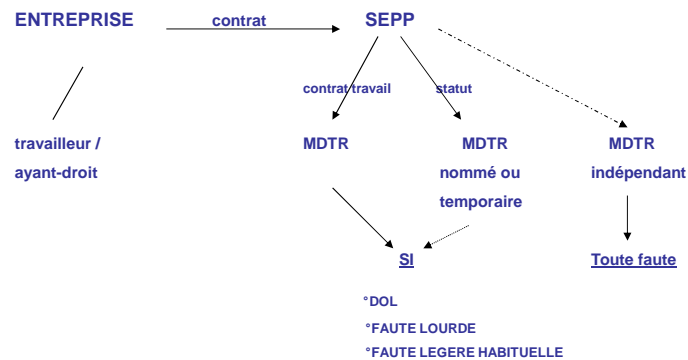 ENTREPRISE contrat SEPP
contrat travail statut
travailleur / MDTR MDTR MDTR
ayant-droit nommé ou indépendant
temporaire
SI Toute faute
°DOL
°FAUTE LOURDE
°FAUTE LEGERE HABITUELLE